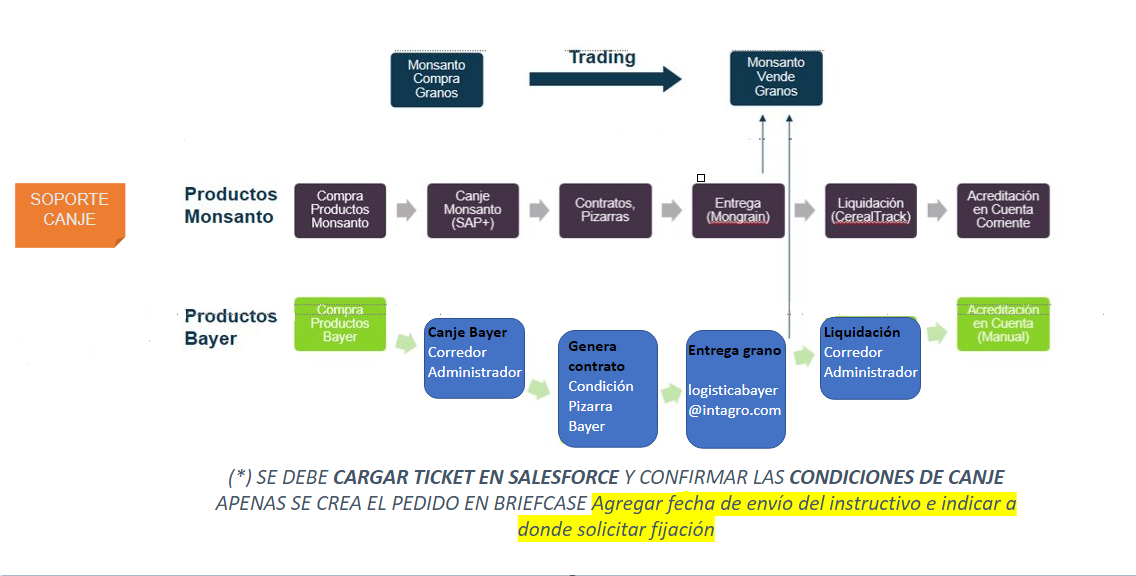 Trading
Monsanto
Compra
Granos
Monsanto
Vende
Granos
SOPORTE
CANJE
Productos
Monsanto
Compra
Productos
Monsanto
Canje
Monsanto
(SAP+)
Contratos,
Pizarras
Entrega
(Mongrain)
Liquidación
(CerealTrack)
Acreditación
en Cuenta
Corriente
Productos
Bayer
Compra
Productos
Bayer
Canje Bayer
Corredor
Administrador
Genera
contrato
Condición
Pizarra
Bayer
Entrega grano
logisticabayer
@intagro.com
Liquidación
Corredor
Administrador
Acreditación
en Cuenta
(Manual)
(*) SE DEBE CARGAR TICKET EN SALESFORCE Y CONFIRMAR LAS CONDICIONES DE CANJE
APENAS SE CREA EL PEDIDO EN BRIEFCASE Agregar fecha de envío del instructivo e indicar a
donde solicitar fijación